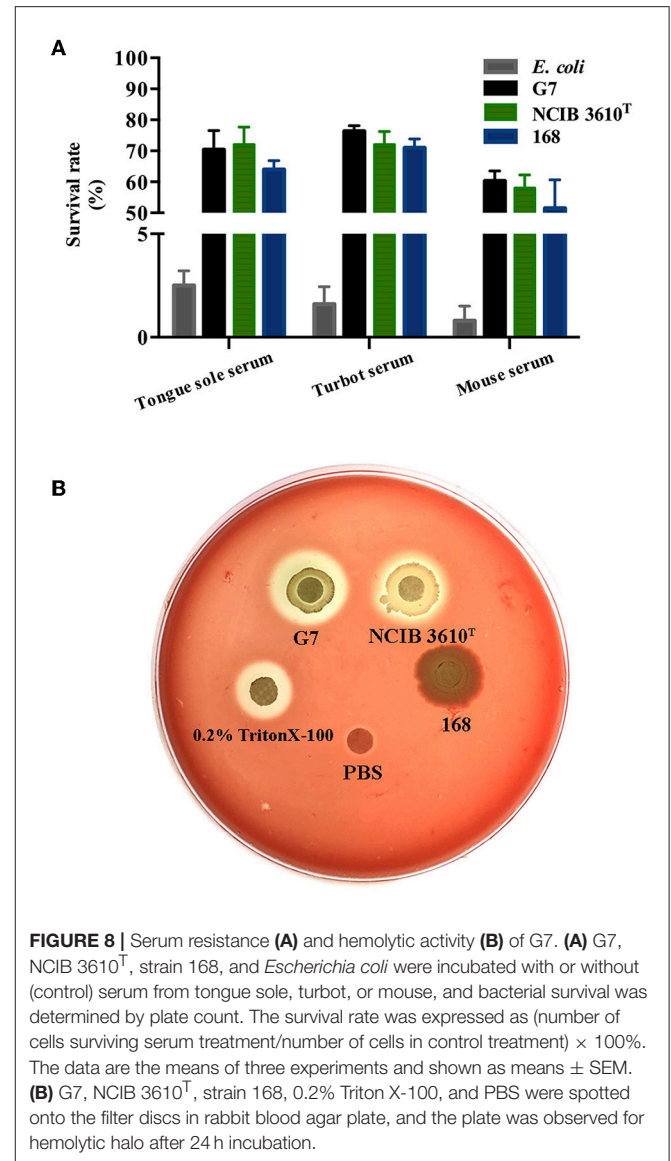 A
100
90
80
70
60
50
5
0
Survival rate
(%)
E. coli
G7
NCIB 3610ᵀ
168
Tongue sole serum
Turbot serum
Mouse serum
B
G7
NCIB 3610ᵀ
0.2% TritonX-100
168
PBS
FIGURE 8 | Serum resistance (A) and hemolytic activity (B) of G7. (A) G7,
NCIB 3610ᵀ, strain 168, and Escherichia coli were incubated with or without
(control) serum from tongue sole, turbot, or mouse, and bacterial survival was
determined by plate count. The survival rate was expressed as (number of
cells surviving serum treatment/number of cells in control treatment) × 100%.
The data are the means of three experiments and shown as means ± SEM.
(B) G7, NCIB 3610ᵀ, strain 168, 0.2% Triton X-100, and PBS were spotted
onto the filter discs in rabbit blood agar plate, and the plate was observed for
hemolytic halo after 24 h incubation.